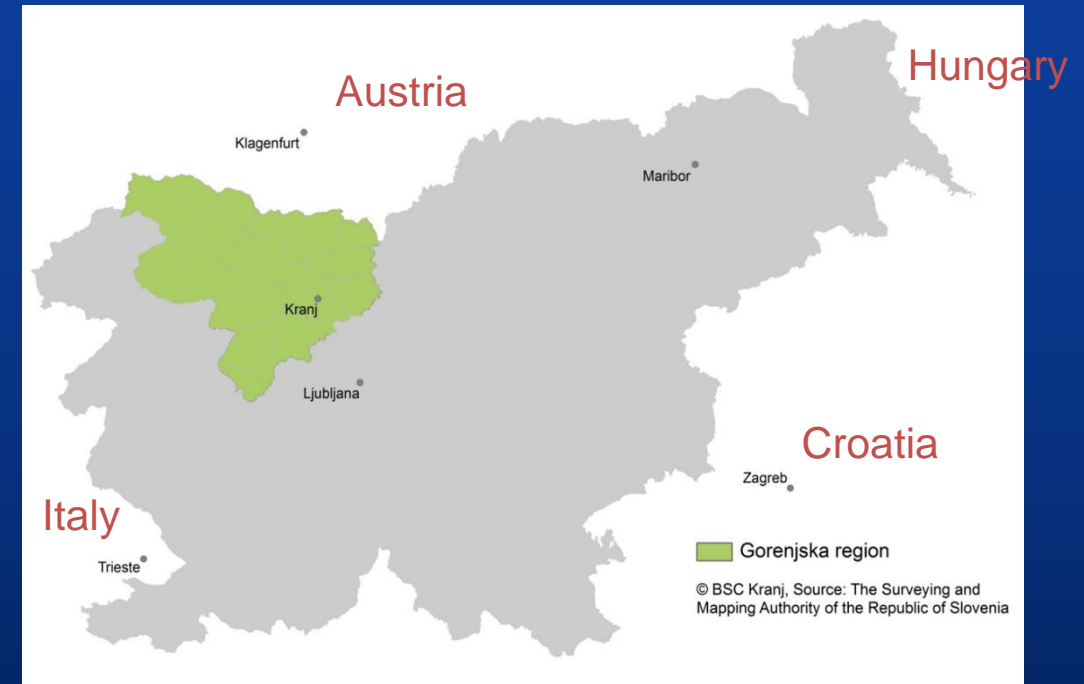 Hungary
Austria
Klagenfurt
Maribor
Kranj
Ljubljana
Croatia
Zagreb
Italy
Trieste
Gorenjska region
© BSC Kranj, Source: The Surveying and
Mapping Authority of the Republic of Slovenia